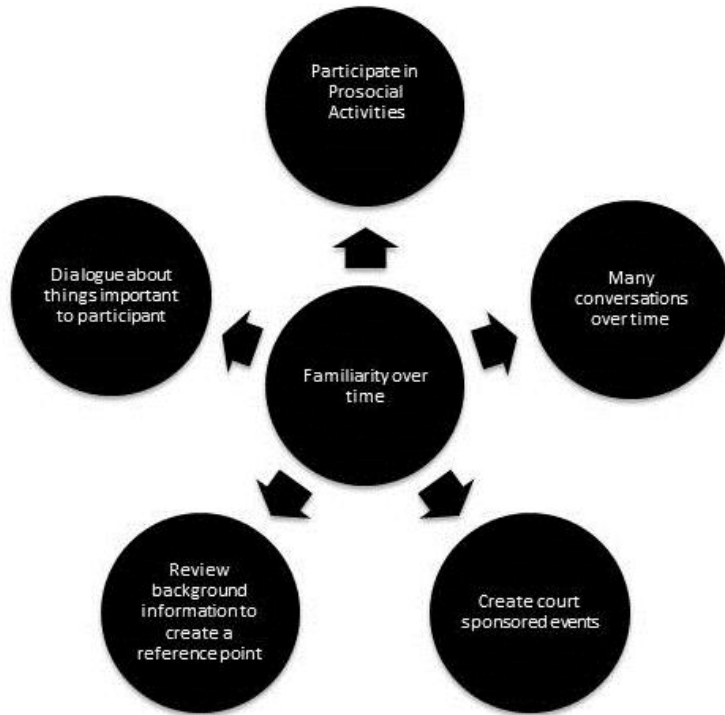 Participate in
Prosocial
Activities
Dialogue about
things important
to participant
Many
conversations
over time
Familiarity over
time
Review
background
information to
create a
reference point
Create court
sponsored events